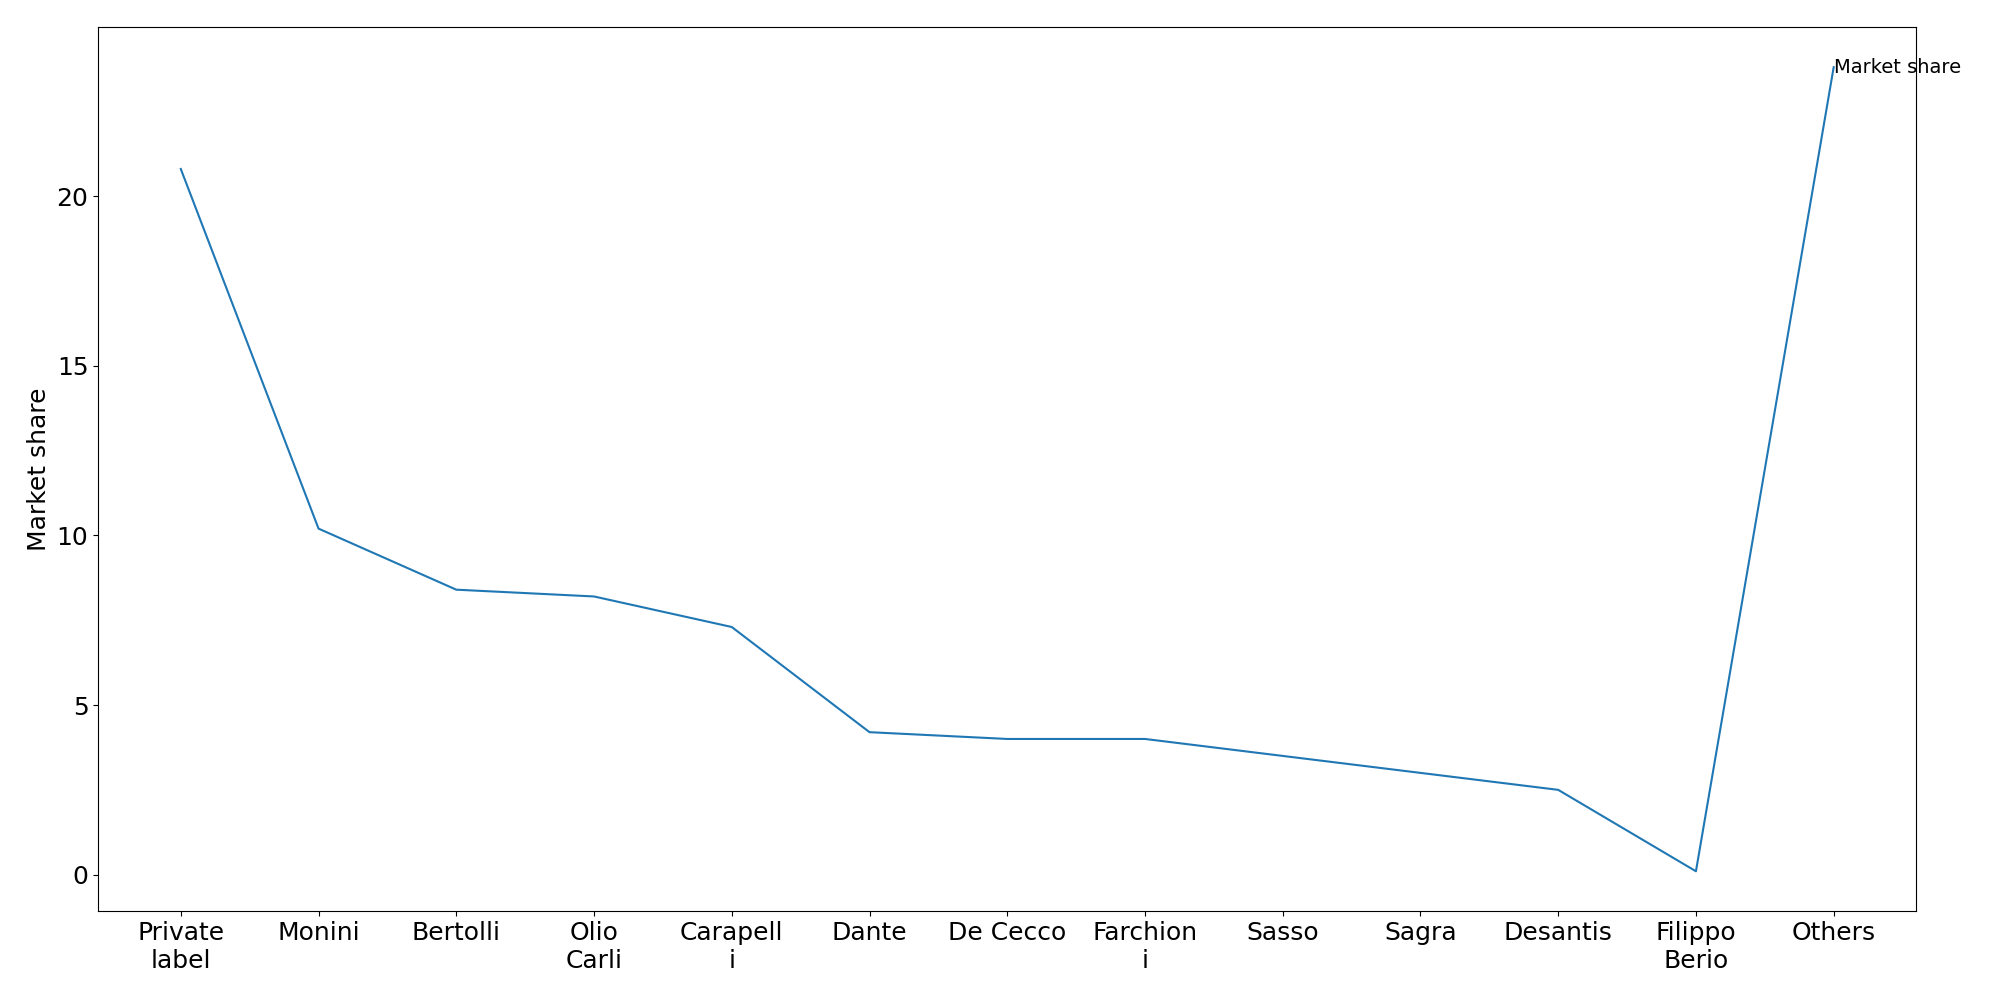 Market share
20
15
10
5
0
Market share
Private
label
Monini
Bertolli
Olio
Carli
Carapell
i
Dante
De Cecco
Farchion
i
Sasso
Sagra
Desantis
Filippo
Berio
Others